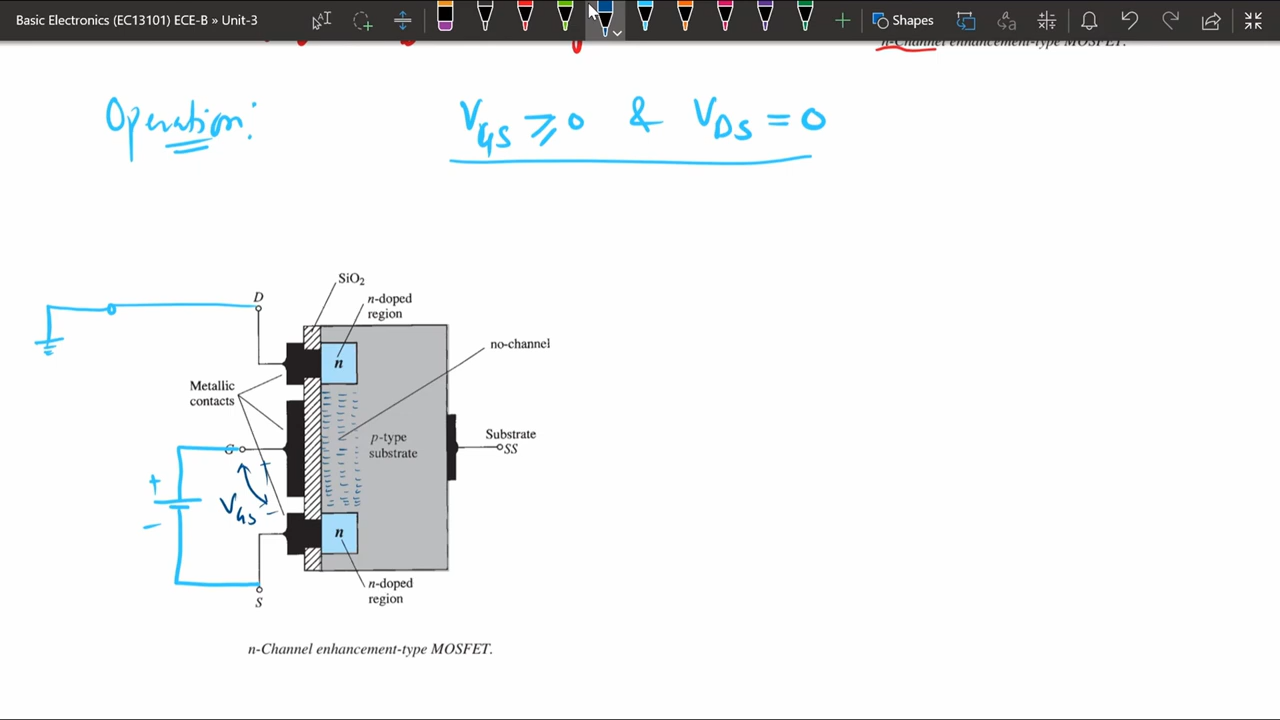 Basic Electronics (EC13101) ECE-B » Unit-3
Shapes
n-Channel enhancement-type MOSFET.
Operation:
V_GS ⩾ 0 & V_DS = 0
SiO₂
D
n-doped
region
n
no-channel
Metallic
contacts
p-type
substrate
Substrate
SS
G
+
+
V_GS
−
−
n
n-doped
region
S
n-Channel enhancement-type MOSFET.